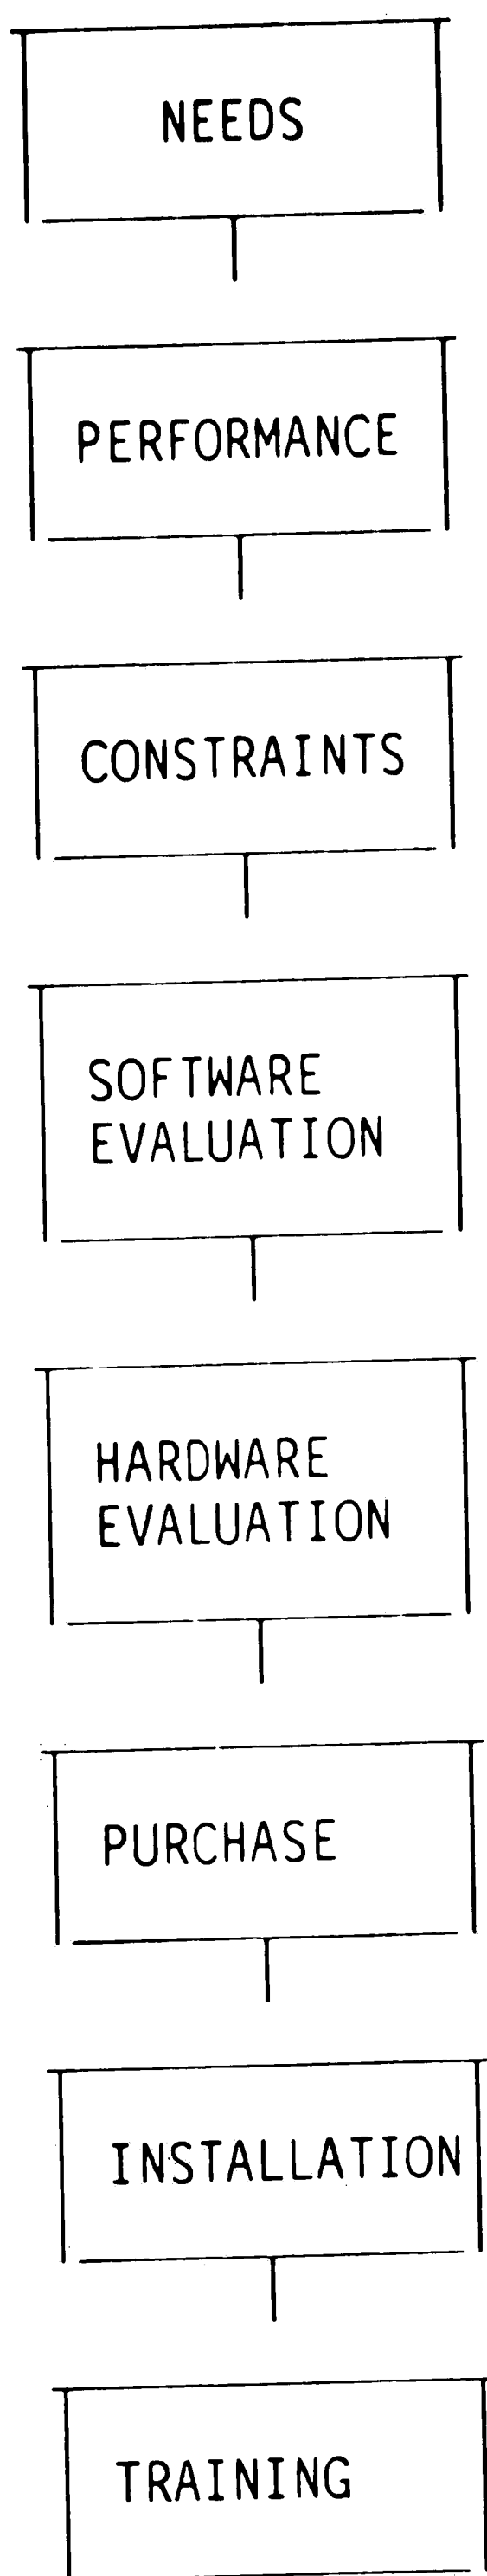 NEEDS
PERFORMANCE
CONSTRAINTS
SOFTWARE
EVALUATION
HARDWARE
EVALUATION
PURCHASE
INSTALLATION
TRAINING